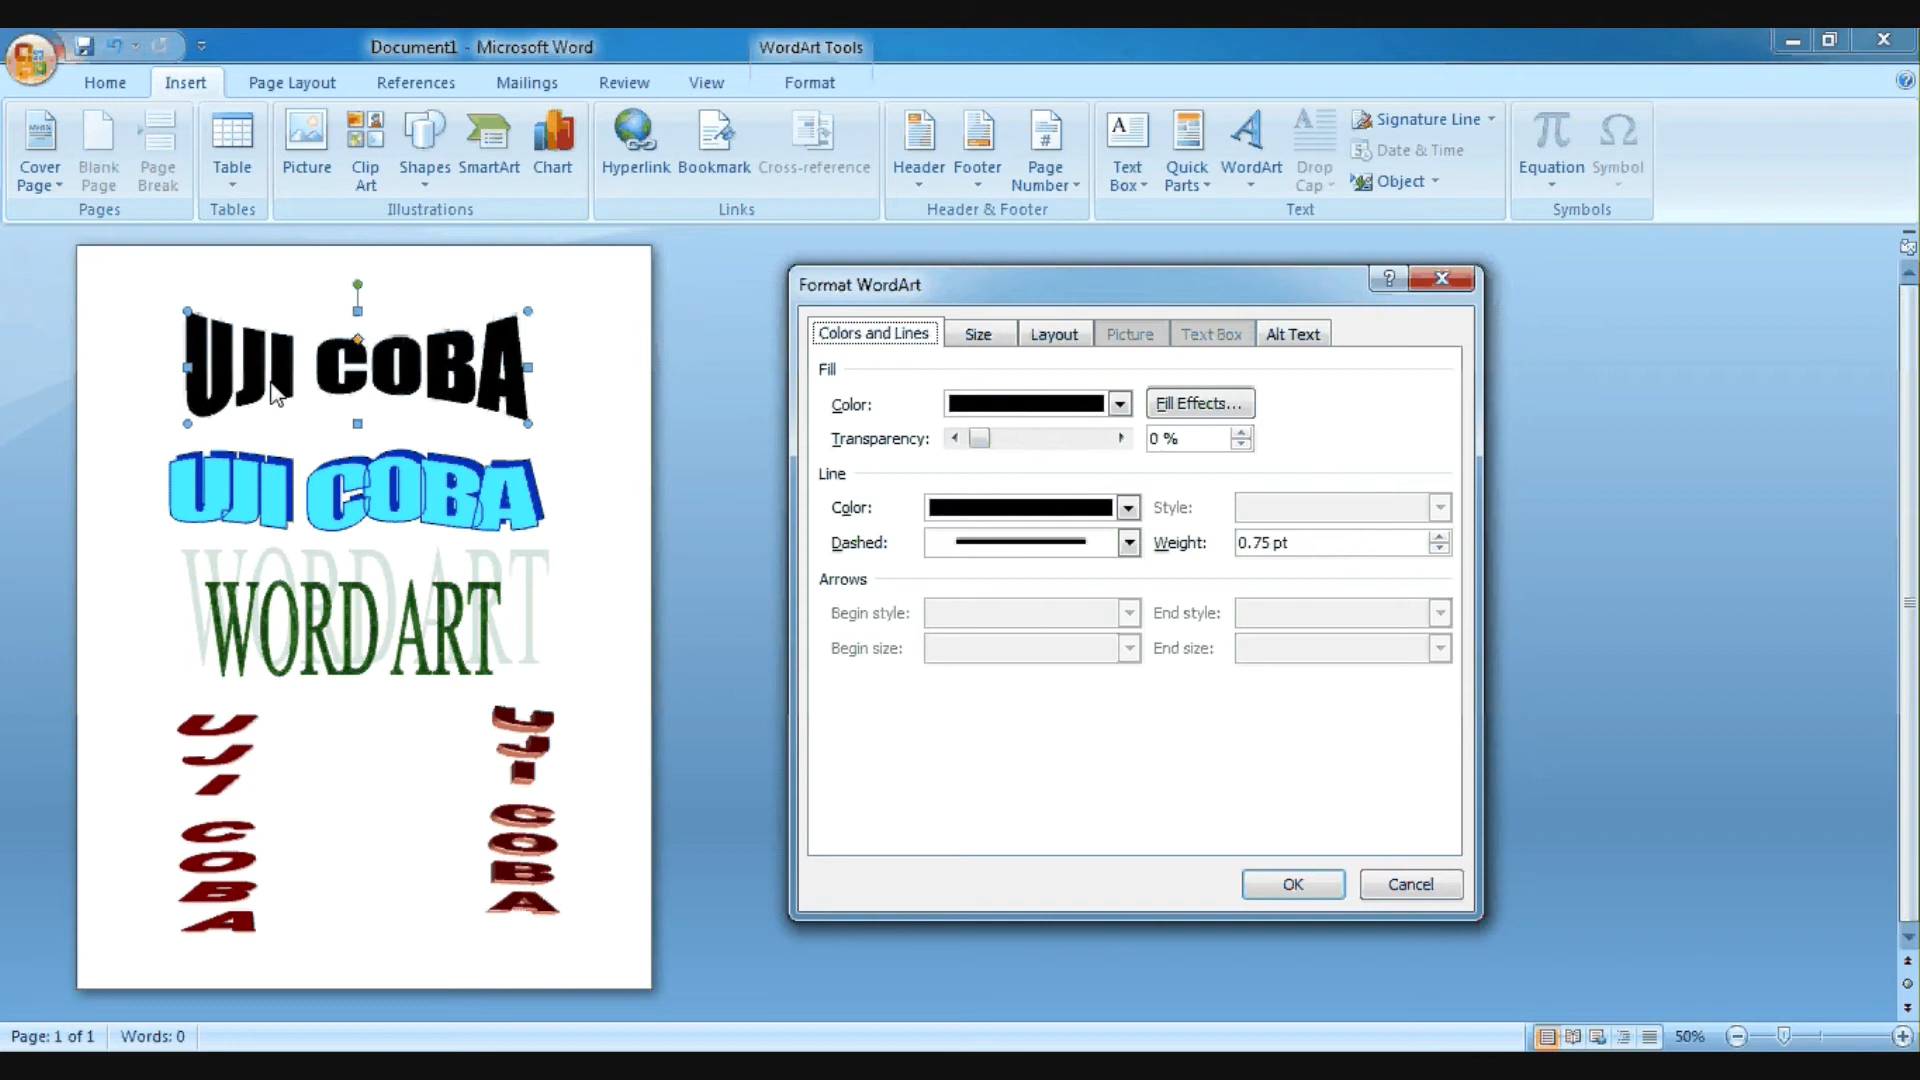 Document1 - Microsoft Word
WordArt Tools
Home Insert Page Layout References Mailings Review View Format
Cover Page
Blank Page
Page Break
Table
Picture
Clip Art
Shapes
SmartArt
Chart
Hyperlink
Bookmark
Cross-reference
Header
Footer
Page Number
Text Box
Quick Parts
WordArt
Drop Cap
Signature Line
Date & Time
Object
Equation
Symbol
Pages Tables Illustrations Links Header & Footer Text Symbols
UJI COBA
UJI COBA
WORD ART
UJI COBA
UJI COBA
Format WordArt
Colors and Lines Size Layout Picture Text Box Alt Text
Fill
Color: Fill Effects...
Transparency: 0 %
Line
Color: Style:
Dashed: Weight: 0.75 pt
Arrows
Begin style: End style:
Begin size: End size:
OK Cancel
Page: 1 of 1 Words: 0 50%